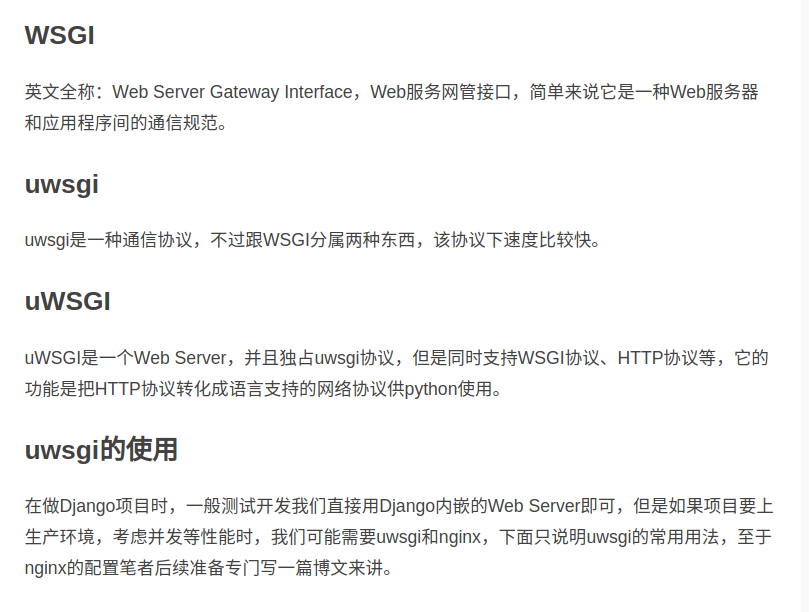 WSGI
英文全称：Web Server Gateway Interface，Web服务网管接口，简单来说它是一种Web服务器
和应用程序间的通信规范。
uwsgi
uwsgi是一种通信协议，不过跟WSGI分属两种东西，该协议下速度比较快。
uWSGI
uWSGI是一个Web Server，并且独占uwsgi协议，但是同时支持WSGI协议、HTTP协议等，它的
功能是把HTTP协议转化成语言支持的网络协议供python使用。
uwsgi的使用
在做Django项目时，一般测试开发我们直接用Django内嵌的Web Server即可，但是如果项目要上
生产环境，考虑并发等性能时，我们可能需要uwsgi和nginx，下面只说明uwsgi的常用用法，至于
nginx的配置笔者后续准备专门写一篇博文来讲。